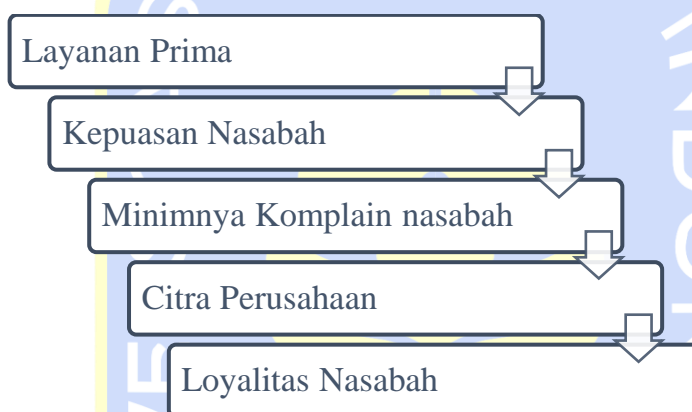 Layanan Prima
Kepuasan Nasabah
Minimnya Komplain nasabah
Citra Perusahaan
Loyalitas Nasabah